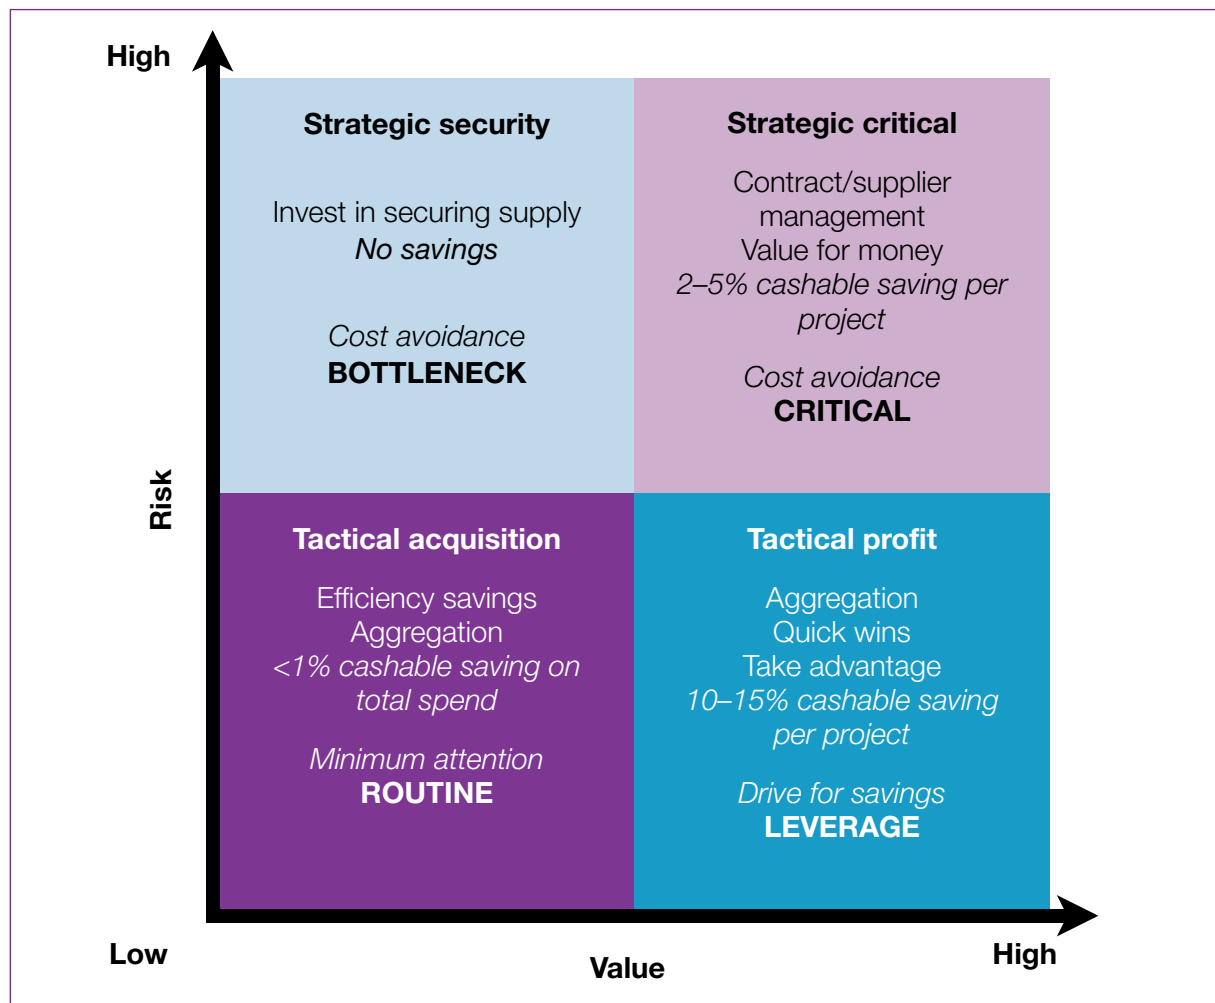 High
Strategic security
Invest in securing supply
No savings
Cost avoidance
BOTTLENECK
Strategic critical
Contract/supplier
management
Value for money
2–5% cashable saving per
project
Cost avoidance
CRITICAL
Risk
Tactical acquisition
Efficiency savings
Aggregation
<1% cashable saving on
total spend
Minimum attention
ROUTINE
Tactical profit
Aggregation
Quick wins
Take advantage
10–15% cashable saving
per project
Drive for savings
LEVERAGE
Low
Value
High